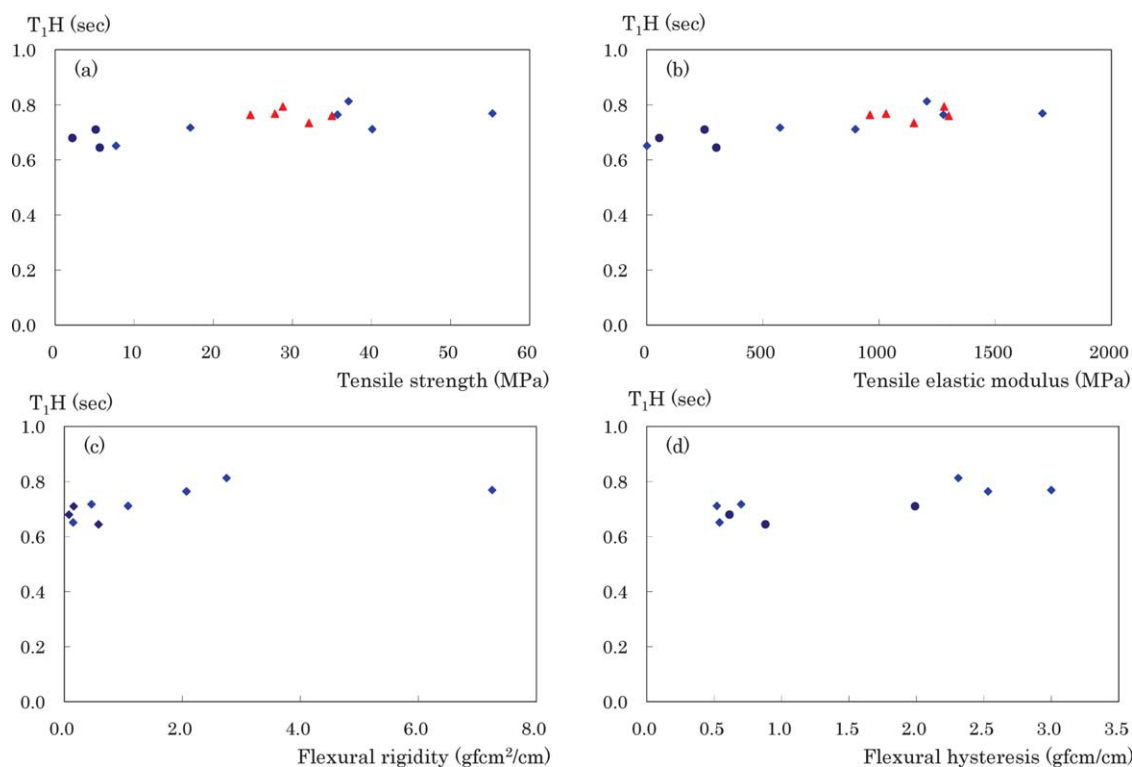 T₁H (sec)
1.0
(a)
0.8
0.6
0.4
0.2
0.0
0 10 20 30 40 50 60
Tensile strength (MPa)
T₁H (sec)
1.0
(b)
0.8
0.6
0.4
0.2
0.0
0 500 1000 1500 2000
Tensile elastic modulus (MPa)
T₁H (sec)
1.0
(c)
0.8
0.6
0.4
0.2
0.0
0.0 2.0 4.0 6.0 8.0
Flexural rigidity (gfcm²/cm)
T₁H (sec)
1.0
(d)
0.8
0.6
0.4
0.2
0.0
0.0 0.5 1.0 1.5 2.0 2.5 3.0 3.5
Flexural hysteresis (gfcm/cm)